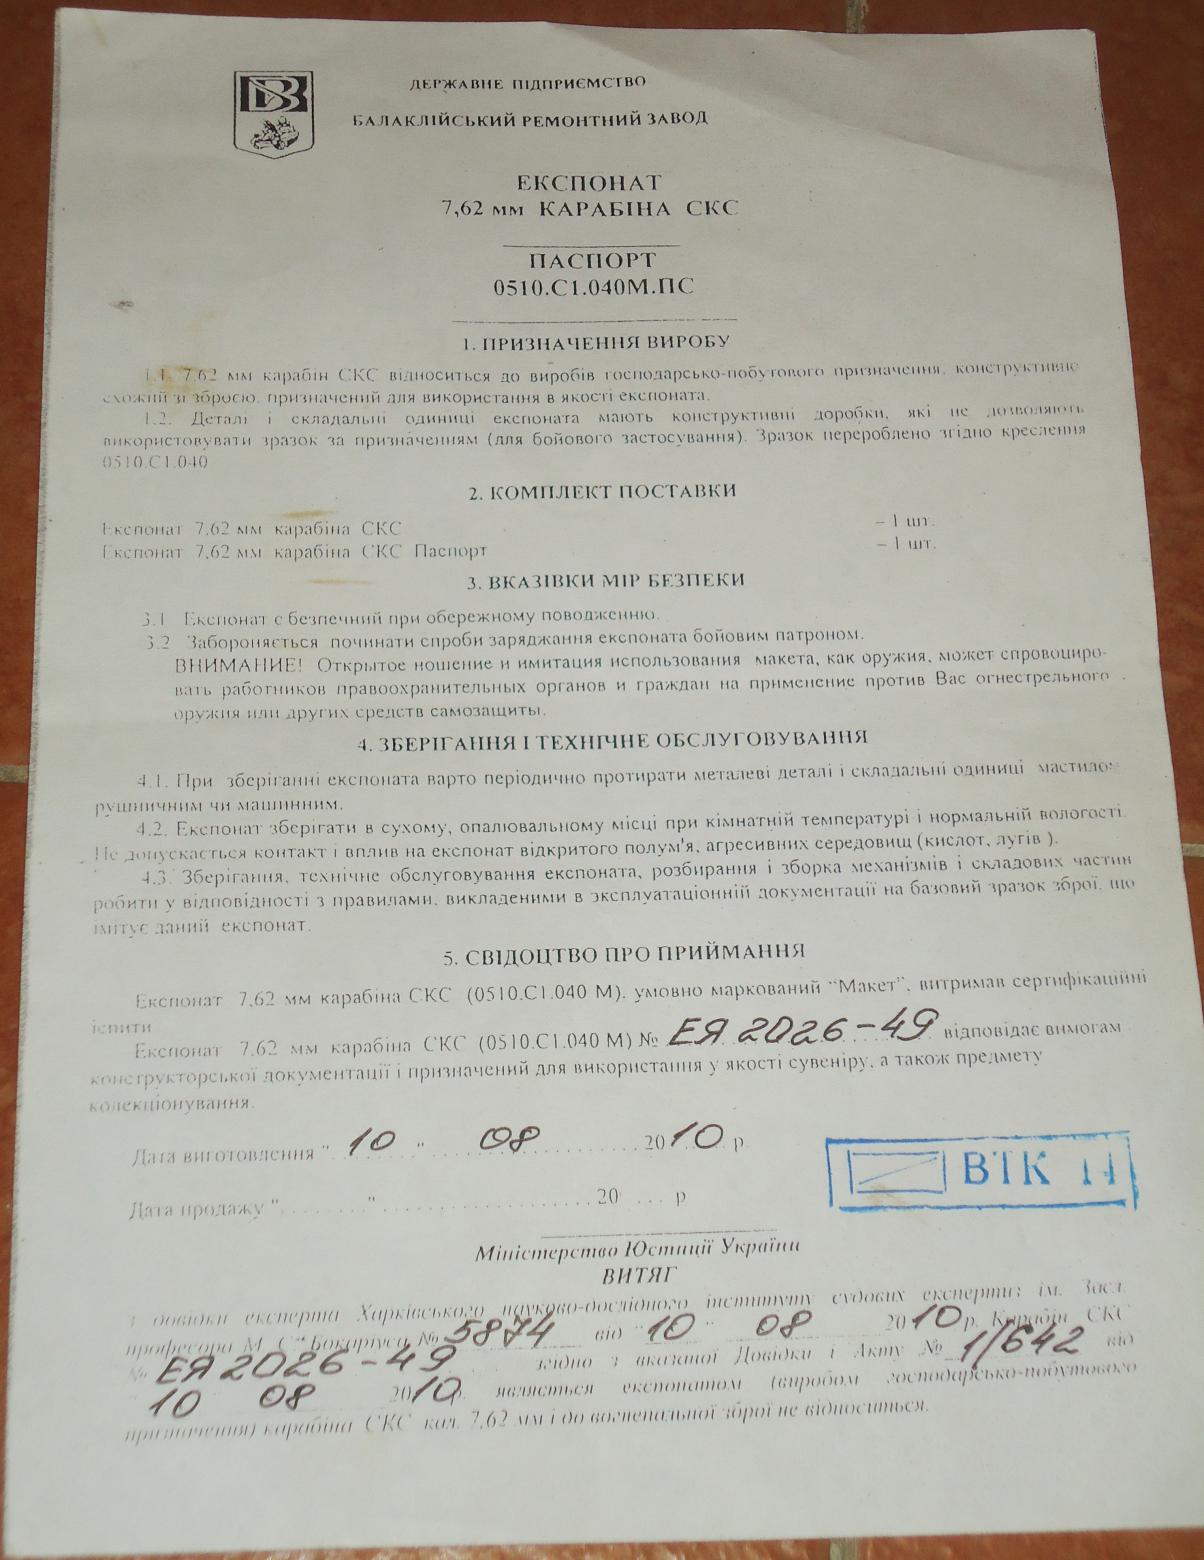 ДЕРЖАВНЕ ПІДПРИЄМСТВО
БАЛАКЛІЙСЬКИЙ РЕМОНТНИЙ ЗАВОД
ЕКСПОНАТ
7,62 мм КАРАБІНА СКС
ПАСПОРТ
0510.С1.040М.ПС
1. ПРИЗНАЧЕННЯ ВИРОБУ
1.1. 7,62 мм карабін СКС відноситься до виробів господарсько-побутового призначення, конструктивно
схожий зі зброєю, призначений для використання в якості експоната.
1.2. Деталі і складальні одиниці експоната мають конструктивні доробки, які не дозволяють
використовувати зразок за призначенням (для бойового застосування). Зразок перероблено згідно креслення
0510.С1.040
2. КОМПЛЕКТ ПОСТАВКИ
Експонат 7,62 мм карабіна СКС – 1 шт.
Експонат 7,62 мм карабіна СКС Паспорт – 1 шт.
3. ВКАЗІВКИ МІР БЕЗПЕКИ
3.1 Експонат є безпечний при обережному поводженню.
3.2 Забороняється починати спроби заряджання експоната бойовим патроном.
ВНИМАНИЕ! Открытое ношение и имитация использования макета, как оружия, может спровоциро-
вать работников правоохранительных органов и граждан на применение против Вас огнестрельного
оружия или других средств самозащиты.
4. ЗБЕРІГАННЯ І ТЕХНІЧНЕ ОБСЛУГОВУВАННЯ
4.1. При зберіганні експоната варто періодично протирати металеві деталі і складальні одиниці мастилом
рушничним чи машинним.
4.2. Експонат зберігати в сухому, опалювальному місці при кімнатній температурі і нормальній вологості.
Не допускається контакт і вплив на експонат відкритого полум'я, агресивних середовищ (кислот, лугів ).
4.3. Зберігання, технічне обслуговування експоната, розбирання і зборка механізмів і складових частин
робити у відповідності з правилами, викладеними в эксплуатаціонній документації на базовий зразок зброї, що
імітує даний експонат.
5. СВІДОЦТВО ПРО ПРИЙМАННЯ
Експонат 7,62 мм карабіна СКС (0510.С1.040 М), умовно маркований “Макет”, витримав сертифікаційні
іспити
Експонат 7,62 мм карабіна СКС (0510.С1.040 М) № ЕЯ 2026-49 відповідає вимогам
конструкторської документації і призначений для використання у якості сувеніру, а також предмету
колекціонування.
Дата виготовлення " 10 " 08 2010 р.
Дата продажу "........"....................20 ... р
ВТК 14
Міністерство Юстиції України
ВИТЯГ
з довідки експерта Харківського науково-дослідного інституту судових експертиз ім. Засл.
професора М. С. Бокаріуса № 5874 від " 10 " 08 2010 р. Карабін СКС
№ ЕЯ 2026-49 згідно з вказаної Довідки і Акту № 1/642 від
10 08 2010р. являється експонатом (виробом господарсько-побутового
призначення) карабіна СКС кал. 7,62 мм і до вогнепальної зброї не відноситься.